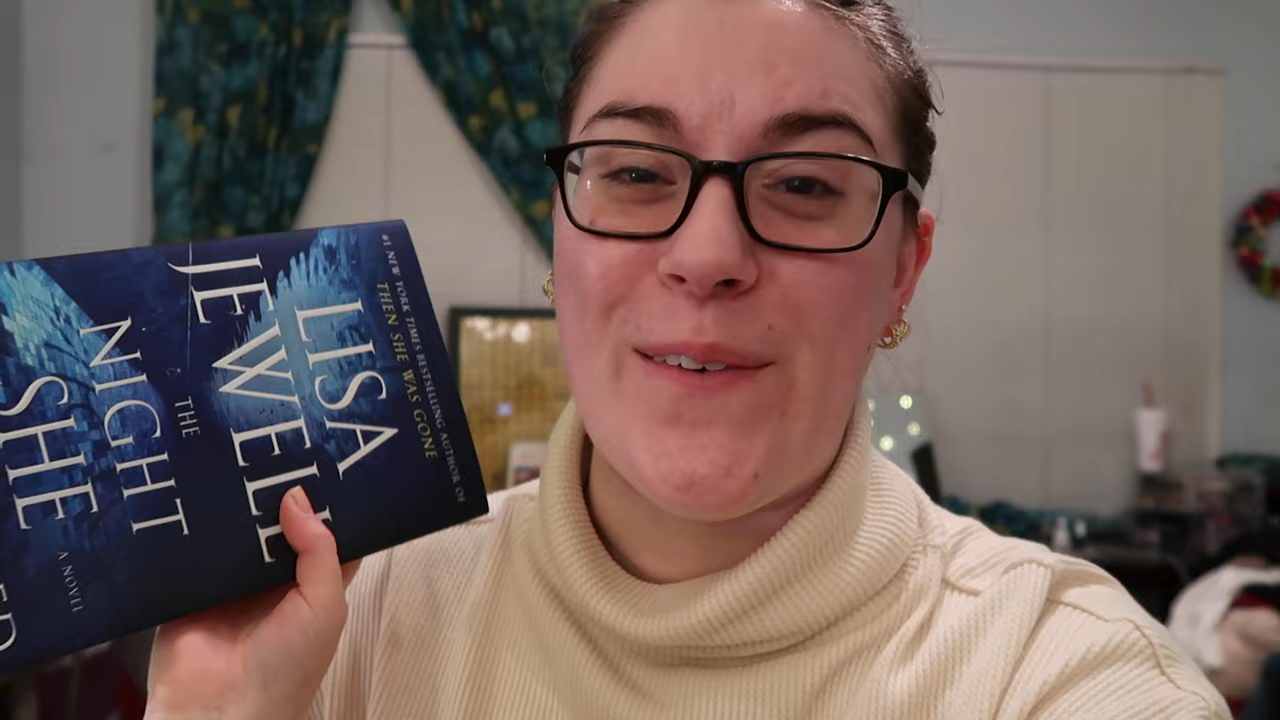 #1 NEW YORK TIMES BESTSELLING AUTHOR OF
THEN SHE WAS GONE
LISA
JEWELL
THE
NIGHT
SHE
A NOVEL